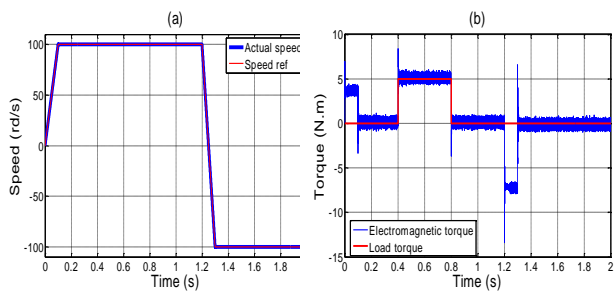 (a)
Speed (rd/s)
100
50
0
-50
-100
Actual speed
Speed ref
0 0.2 0.4 0.6 0.8 1 1.2 1.4 1.6 1.8
Time (s)
(b)
Torque (N.m)
10
5
0
-5
-10
-15
Electromagnetic torque
Load torque
0 0.2 0.4 0.6 0.8 1 1.2 1.4 1.6 1.8 2
Time (s)